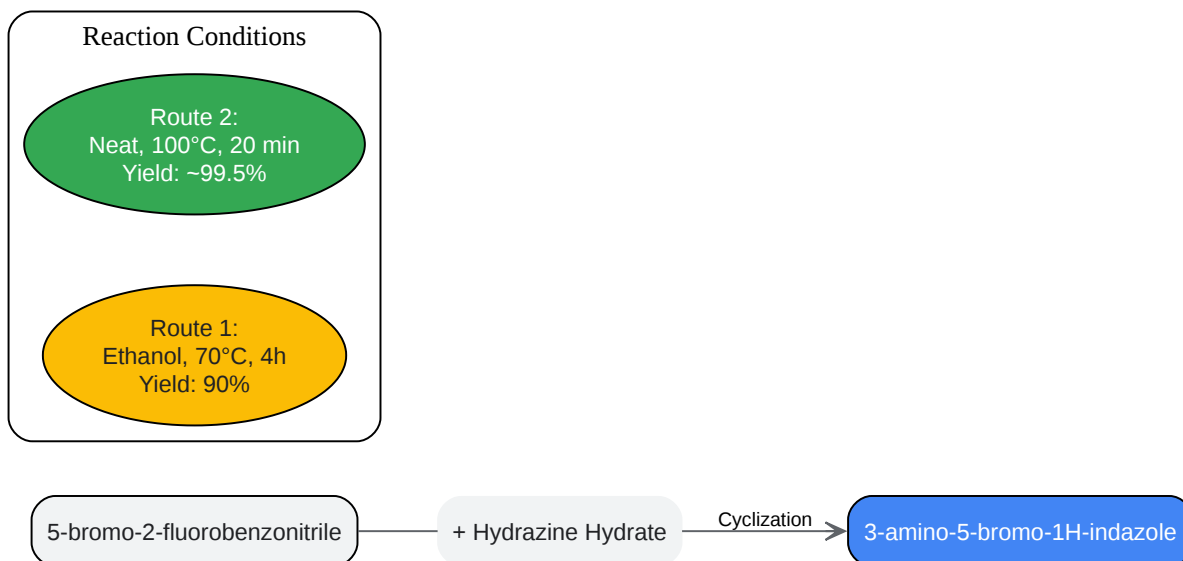 Reaction Conditions
Route 2:
Neat, 100°C, 20 min
Yield: ~99.5%
Route 1:
Ethanol, 70°C, 4h
Yield: 90%
5-bromo-2-fluorobenzonitrile
+ Hydrazine Hydrate
Cyclization
3-amino-5-bromo-1H-indazole